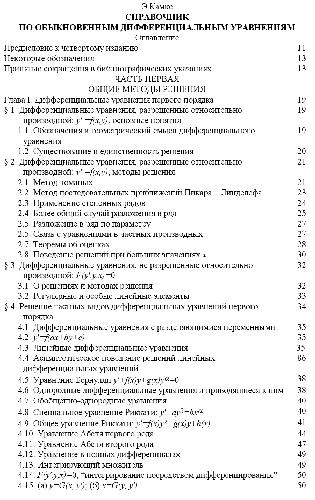 Э. Камке
СПРАВОЧНИК
ПО ОБЫКНОВЕННЫМ ДИФФЕРЕНЦИАЛЬНЫМ УРАВНЕНИЯМ
Оглавление
Предисловие к четвертому изданию 11
Некоторые обозначения 13
Принятые сокращения в библиографических указаниях 13
ЧАСТЬ ПЕРВАЯ
ОБЩИЕ МЕТОДЫ РЕШЕНИЯ
Глава I. Дифференциальные уравнения первого порядка 19
§ 1. Дифференциальные уравнения, разрешенные относительно 19
производной: y' =f(x,y); основные понятия
1.1. Обозначения и геометрический смысл дифференциального 19
уравнения
1.2. Существование и единственность решения 20
§ 2. Дифференциальные уравнения, разрешенные относительно 21
производной: y' =f(x,y); методы решения
2.1. Метод ломаных 21
2.2. Метод последовательных приближений Пикара – Линделефа 23
2.3. Применение степенных рядов 24
2.4. Более общий случай разложения в ряд 25
2.5. Разложение в ряд по параметру 27
2.6. Связь с уравнениями в частных производных 27
2.7. Теоремы об оценках 28
2.8. Поведение решений при больших значениях x 30
§ 3. Дифференциальные уравнения, не разрешенные относительно 32
производной: F(y',y,x)=0
3.1. О решениях и методах решения 32
3.2. Регулярные и особые линейные элементы 33
§ 4. Решение частных видов дифференциальных уравнений первого 34
порядка
4.1. Дифференциальные уравнения с разделяющимися переменными 35
4.2. y'=f(ax+by+c) 35
4.3. Линейные дифференциальные уравнения 35
4.4. Асимптотическое поведение решений линейных 36
дифференциальных уравнений
4.5. Уравнение Бернулли 38
4.6. Однородные дифференциальные уравнения и приводящиеся к ним 38
4.7. Обобщенно-однородные уравнения 40
4.8. Специальное уравнение Риккати: 40
4.9. Общее уравнение Риккати: 41
4.10. Уравнение Абеля первого рода 44
4.11. Уравнение Абеля второго рода 47
4.12. Уравнение в полных дифференциалах 49
4.13. Интегрирующий множитель 49
4.14. F(y',y,x)=0, "интегрирование посредством дифференцирования" 50
4.15. (а) y=G(x, y'); (б) x=G(y, y') 50